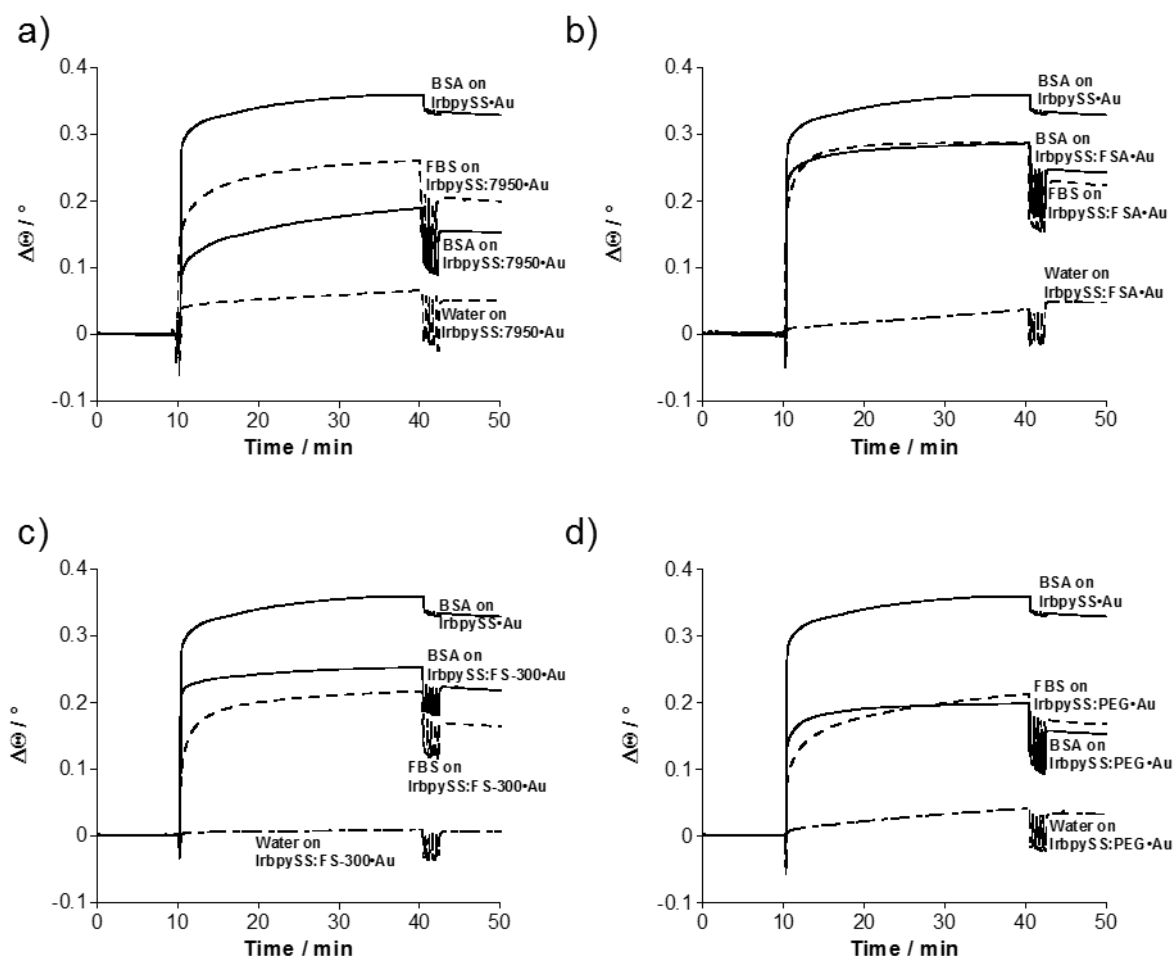 a)
0.4
0.3
0.2
0.1
0
-0.1
ΔΘ / °
BSA on
IrbpySS•Au
FBS on
IrbpySS:7950•Au
BSA on
IrbpySS:7950•Au
Water on
IrbpySS:7950•Au
0 10 20 30 40 50
Time / min
b)
0.4
0.3
0.2
0.1
0
-0.1
ΔΘ / °
BSA on
IrbpySS•Au
BSA on
IrbpySS:FSA•Au
FBS on
IrbpySS:FSA•Au
Water on
IrbpySS:FSA•Au
0 10 20 30 40 50
Time / min
c)
0.4
0.3
0.2
0.1
0
-0.1
ΔΘ / °
BSA on
IrbpySS•Au
BSA on
IrbpySS:FS-300•Au
FBS on
IrbpySS:FS-300•Au
Water on
IrbpySS:FS-300•Au
0 10 20 30 40 50
Time / min
d)
0.4
0.3
0.2
0.1
0
-0.1
ΔΘ / °
BSA on
IrbpySS•Au
FBS on
IrbpySS:PEG•Au
BSA on
IrbpySS:PEG•Au
Water on
IrbpySS:PEG•Au
0 10 20 30 40 50
Time / min